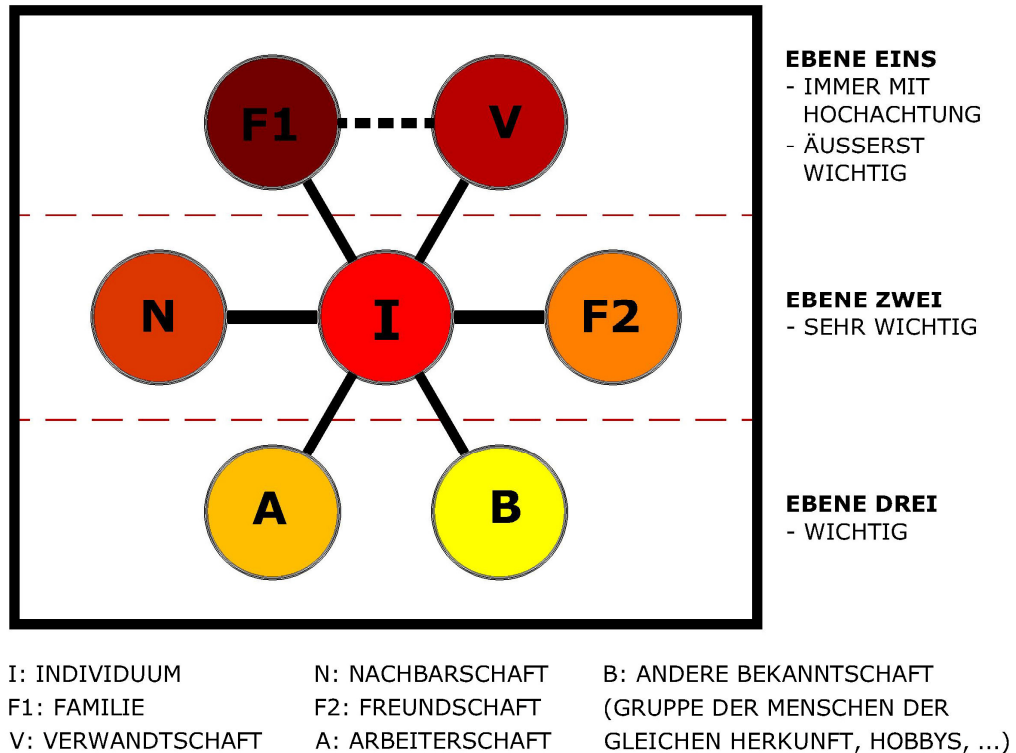 F1
V
N
I
F2
A
B
EBENE EINS
- IMMER MIT
HOCHACHTUNG
- ÄUSSERST
WICHTIG
EBENE ZWEI
- SEHR WICHTIG
EBENE DREI
- WICHTIG
I: INDIVIDUUM
F1: FAMILIE
V: VERWANDTSCHAFT
N: NACHBARSCHAFT
F2: FREUNDSCHAFT
A: ARBEITERSCHAFT
B: ANDERE BEKANNTSCHAFT
(GRUPPE DER MENSCHEN DER
GLEICHEN HERKUNFT, HOBBYS, ...)